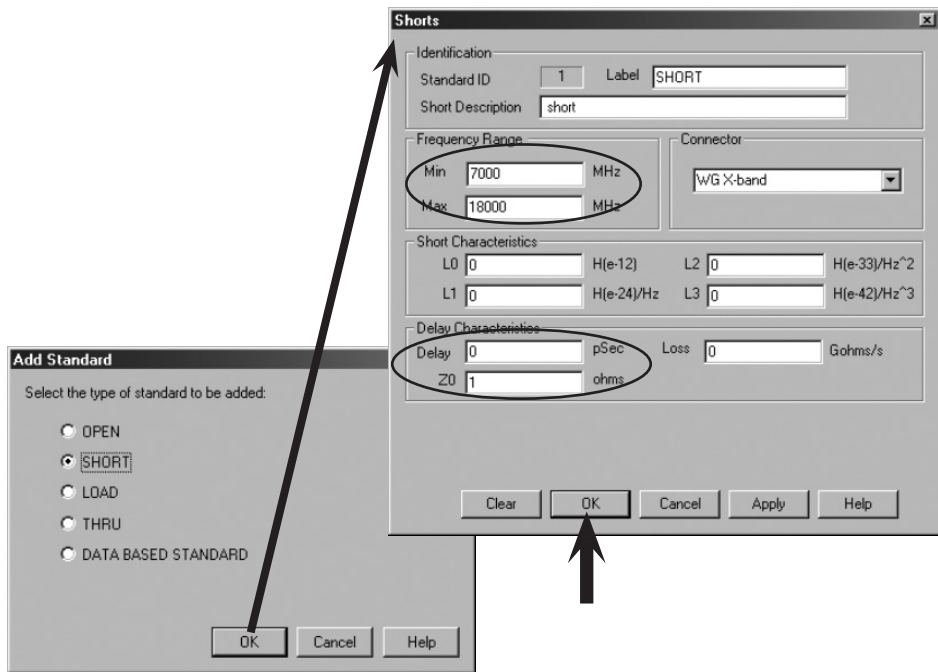 Shorts
Identification
Standard ID 1 Label SHORT
Short Description short
Frequency Range
Min 7000 MHz
Max 18000 MHz
Connector
WG X-band
Short Characteristics
L0 0 H(e-12) L2 0 H(e-33)/Hz^2
L1 0 H(e-24)/Hz L3 0 H(e-42)/Hz^3
Delay Characteristics
Delay 0 pSec Loss 0 Gohms/s
Z0 1 ohms
Clear OK Cancel Apply Help
Add Standard
Select the type of standard to be added:
OPEN
SHORT
LOAD
THRU
DATA BASED STANDARD
OK Cancel Help